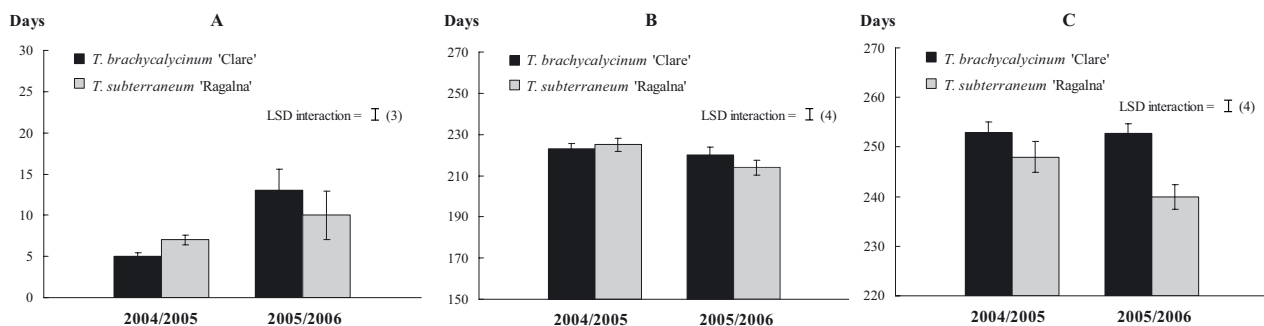 Days
A
30
25
20
15
10
5
0
T. brachycalycinum 'Clare'
T. subterraneum 'Ragalna'
LSD interaction = (3)
2004/2005
2005/2006
Days
B
270
250
230
210
190
170
150
T. brachycalycinum 'Clare'
T. subterraneum 'Ragalna'
LSD interaction = (4)
2004/2005
2005/2006
Days
C
270
260
250
240
230
220
T. brachycalycinum 'Clare'
T. subterraneum 'Ragalna'
LSD interaction = (4)
2004/2005
2005/2006